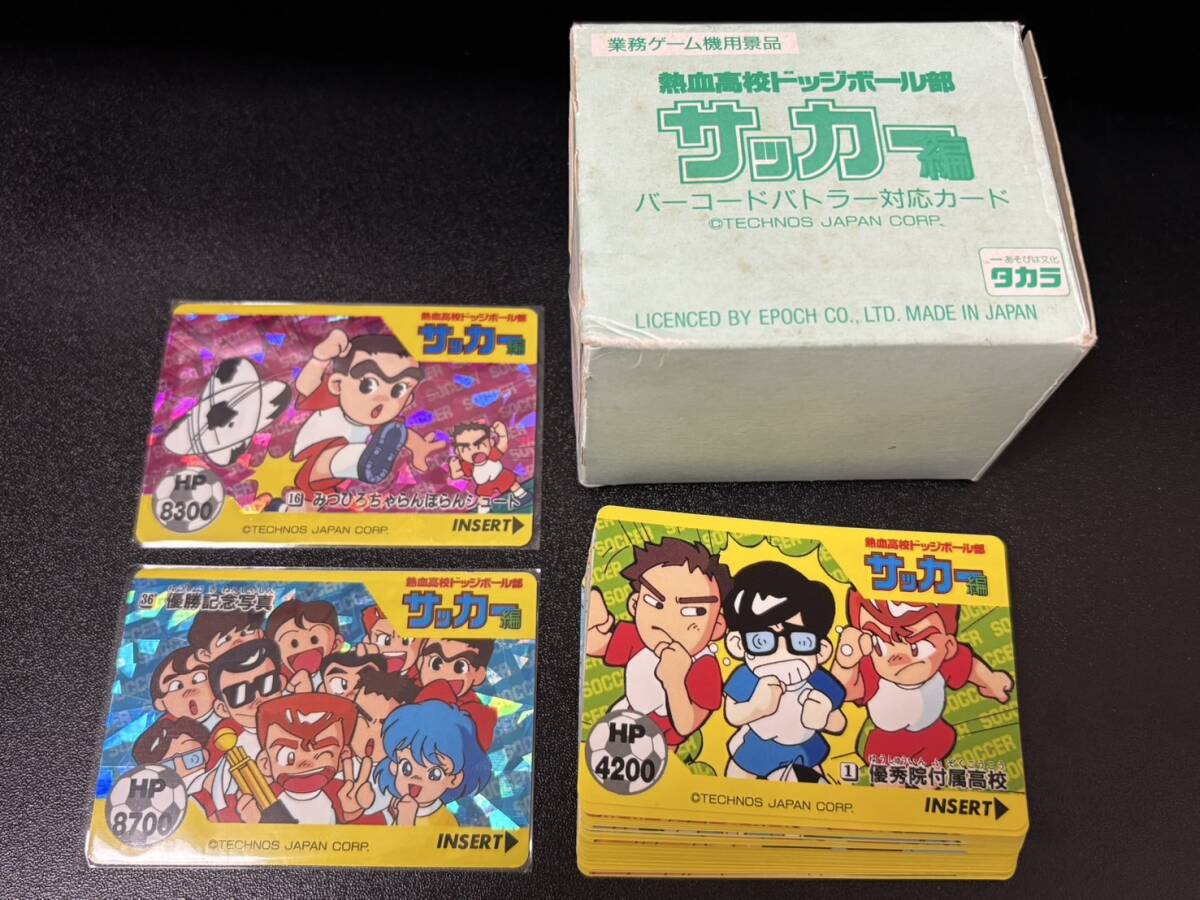 業務ゲーム機用景品
熱血高校ドッジボール部
サッカー編
バーコードバトラー対応カード
©TECHNOS JAPAN CORP.
あそびは文化
タカラ
LICENCED BY EPOCH CO., LTD. MADE IN JAPAN
熱血高校ドッジボール部
サッカー編
SOCCER
HP
8300
16 みつひろちゃらんぽらんシュート
©TECHNOS JAPAN CORP.
INSERT
36 優勝記念写真
熱血高校ドッジボール部
サッカー編
HP
8700
©TECHNOS JAPAN CORP.
INSERT
熱血高校ドッジボール部
サッカー編
SOCCER
SOCCER
SOCCER
HP
4200
1 優秀院付属高校
©TECHNOS JAPAN CORP.
INSERT